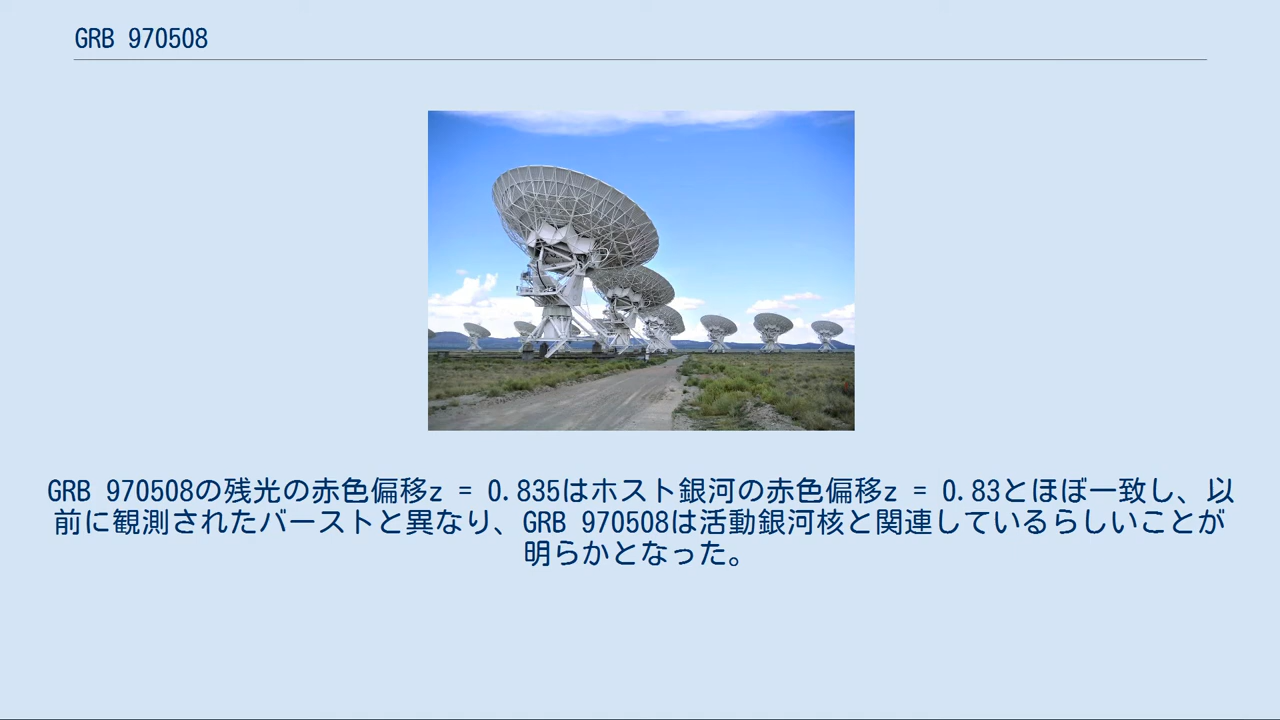 GRB 970508
GRB 970508の残光の赤色偏移z = 0.835はホスト銀河の赤色偏移z = 0.83とほぼ一致し、以
前に観測されたバーストと異なり、GRB 970508は活動銀河核と関連しているらしいことが
明らかとなった。